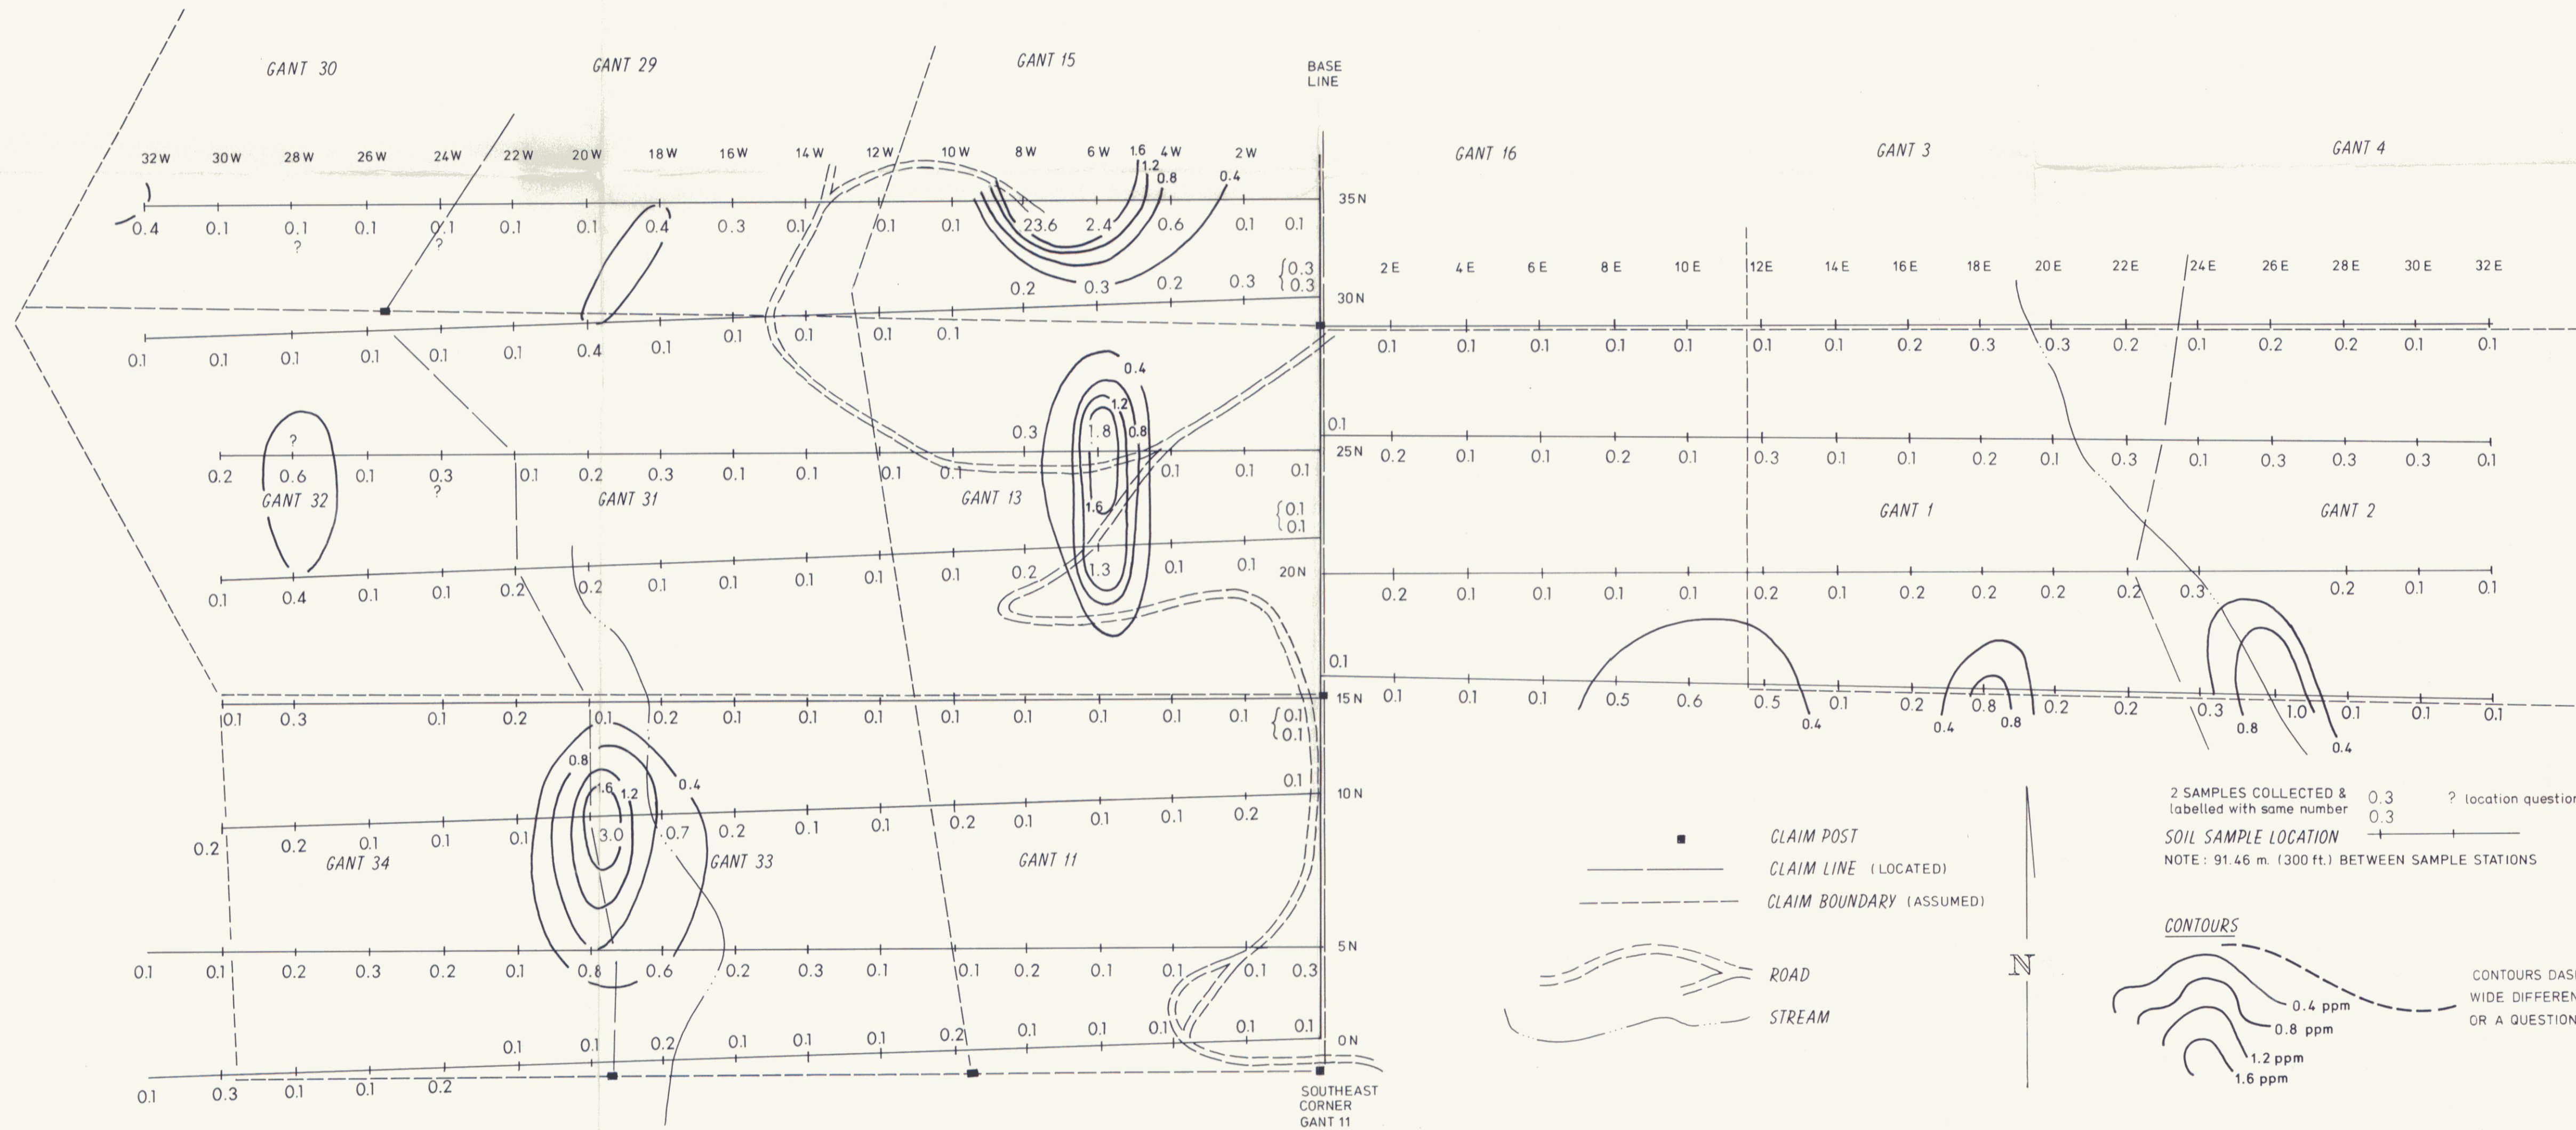 GANT 30
GANT 29
GANT 15
BASE
LINE
GANT 16
GANT 3
GANT 4
32W 30W 28W 26W 24W 22W 20W 18W 16W 14W 12W 10W 8W 6W 1.6 4W 2W
1.2
0.8 0.4
35N
0.4 0.1 0.1 0.1 0.1 0.1 0.1 0.4 0.3 0.1 0.1 0.1 23.6 2.4 0.6 0.1 0.1
? ?
2E 4E 6E 8E 10E 12E 14E 16E 18E 20E 22E 24E 26E 28E 30E 32E
0.2 0.3 0.2 0.3 {0.3
{0.3
30N
0.1 0.1 0.1 0.1 0.1 0.1 0.4 0.1 0.1 0.1 0.1 0.1
0.1 0.1 0.1 0.1 0.1 0.1 0.1 0.2 0.3 0.3 0.2 0.1 0.2 0.2 0.1 0.1
0.4
1.2
? 0.3 1.8 0.8 0.1
25N
0.2 0.6 0.1 0.3 0.1 0.2 0.3 0.1 0.1 0.1 0.1 0.1 0.1 0.1
?
0.2 0.1 0.1 0.2 0.1 0.3 0.1 0.1 0.2 0.1 0.3 0.1 0.3 0.3 0.3 0.1
GANT 32
GANT 31
GANT 13
1.6
{0.1
{0.1
GANT 1
GANT 2
20N
0.1 0.4 0.1 0.1 0.2 0.2 0.1 0.1 0.1 0.1 0.1 0.2 1.3 0.1 0.1
0.2 0.1 0.1 0.1 0.1 0.2 0.1 0.2 0.2 0.2 0.2 0.3 0.2 0.1 0.1
0.1
15N
0.1 0.3 0.1 0.2 0.1 0.2 0.1 0.1 0.1 0.1 0.1 0.1 0.1 0.1 {0.1
{0.1
0.1 0.1 0.1 0.5 0.6 0.5 0.1 0.2 0.8 0.2 0.2 0.3 1.0 0.1 0.1 0.1
0.4 0.4 0.8 0.8 0.4
0.8
1.6 1.2 0.4
0.1
10N
0.2 0.2 0.1 0.1 0.1 3.0 0.7 0.2 0.1 0.1 0.2 0.1 0.1 0.1 0.2
GANT 34
GANT 33
GANT 11
5N
0.1 0.1 0.2 0.3 0.2 0.1 0.8 0.6 0.2 0.3 0.1 0.1 0.2 0.1 0.1 0.1 0.3
0.1 0.1 0.2 0.1 0.1 0.1 0.2 0.1 0.1 0.1 0.1 0.1
0N
0.1 0.3 0.1 0.1 0.2
SOUTHEAST
CORNER
GANT 11
CLAIM POST
CLAIM LINE (LOCATED)
CLAIM BOUNDARY (ASSUMED)
ROAD
STREAM
N
2 SAMPLES COLLECTED & 0.3
labelled with same number 0.3
? location question
SOIL SAMPLE LOCATION
NOTE: 91.46 m. (300 ft.) BETWEEN SAMPLE STATIONS
CONTOURS
0.4 ppm
0.8 ppm
1.2 ppm
1.6 ppm
CONTOURS DAS
WIDE DIFFEREN
OR A QUESTION